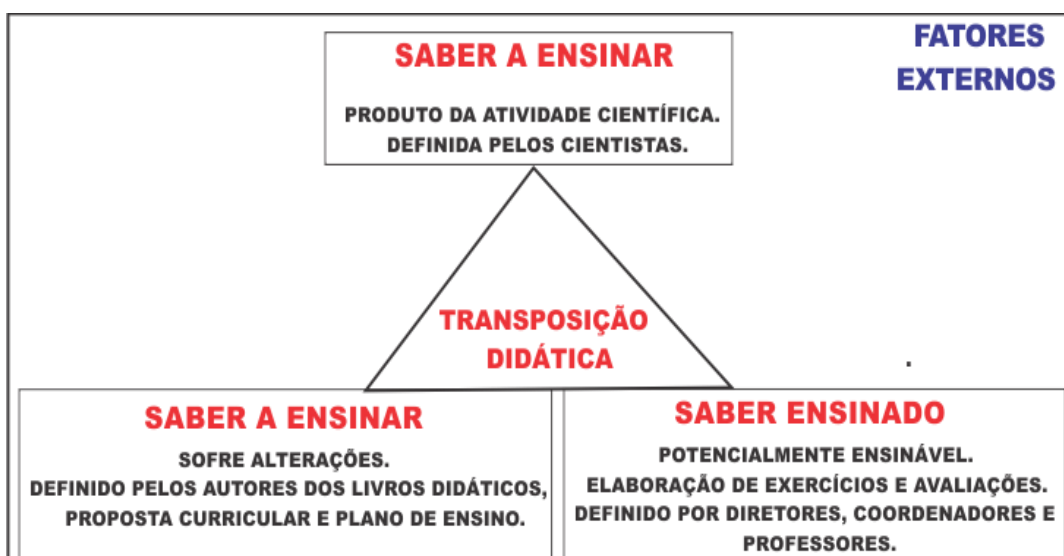 FATORES
EXTERNOS
SABER A ENSINAR
PRODUTO DA ATIVIDADE CIENTÍFICA.
DEFINIDA PELOS CIENTISTAS.
TRANSPOSIÇÃO
DIDÁTICA
.
SABER A ENSINAR
SOFRE ALTERAÇÕES.
DEFINIDO PELOS AUTORES DOS LIVROS DIDÁTICOS,
PROPOSTA CURRICULAR E PLANO DE ENSINO.
SABER ENSINADO
POTENCIALMENTE ENSINÁVEL.
ELABORAÇÃO DE EXERCÍCIOS E AVALIAÇÕES.
DEFINIDO POR DIRETORES, COORDENADORES E
PROFESSORES.